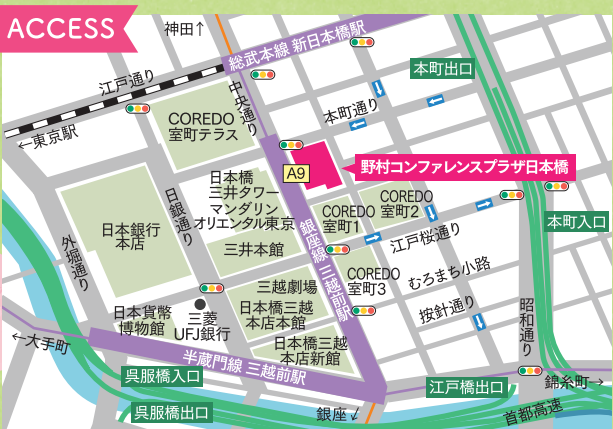 ACCESS
神田↑
総武本線 新日本橋駅
江戸通り
中央通り
本町出口
本町通り
←東京駅
COREDO
室町テラス
A9
野村コンファレンスプラザ日本橋
日本橋
三井タワー
マンダリン
オリエンタル東京
COREDO
室町1
COREDO
室町2
本町入口
日銀通り
日本銀行
本店
外堀通り
三井本館
銀座線 三越前駅
江戸桜通り
COREDO
室町3
むろまち小路
三越劇場
日本橋三越
本店本館
按針通り
昭和通り
日本貨幣
博物館
三菱
UFJ銀行
←大手町
日本橋三越
本店新館
半蔵門線 三越前駅
呉服橋入口
江戸橋出口
錦糸町→
呉服橋出口
銀座↙
首都高速